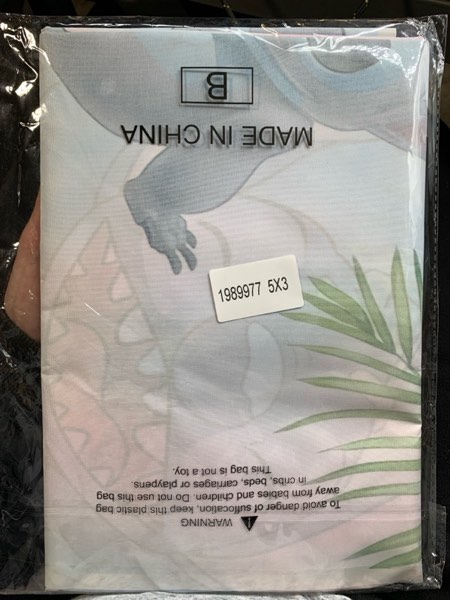 1989977 5X3
⚠ WARNING
To avoid danger of suffocation, keep this plastic bag
away from babies and children. Do not use this bag
in cribs, beds, carriages or playpens.
This bag is not a toy.
MADE IN CHINA
B